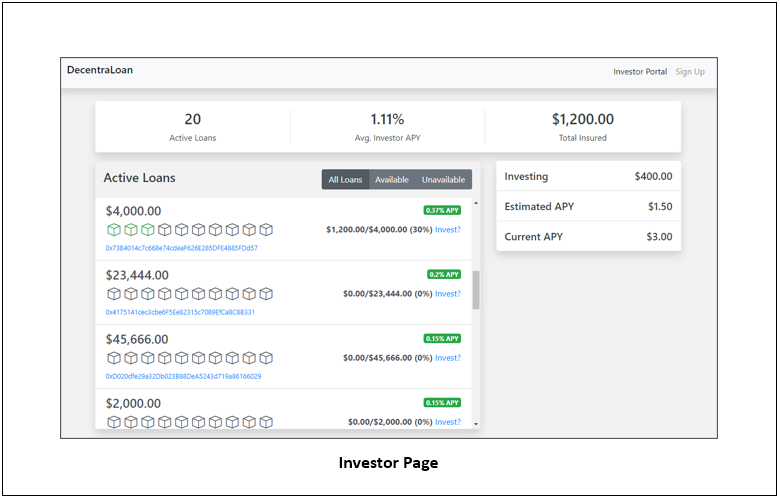 DecentraLoan
Investor Portal Sign Up
20 1.11% $1,200.00
Active Loans Avg. Investor APY Total Insured
Active Loans
All Loans Available Unavailable
$4,000.00
0.37% APY
$1,200.00/$4,000.00 (30%) Invest?
0x7384014c7c668e74cdeaF626E285DFE4885FDd57
$23,444.00
0.2% APY
$0.00/$23,444.00 (0%) Invest?
0x4175141cec3cbe6F5Ee82315c7089EfCaBC8B331
$45,666.00
0.15% APY
$0.00/$45,666.00 (0%) Invest?
0xD020dfe29a32Db023B88DeA5243d719a86166029
$2,000.00
0.15% APY
$0.00/$2,000.00 (0%) Invest?
Investing $400.00
Estimated APY $1.50
Current APY $3.00
Investor Page